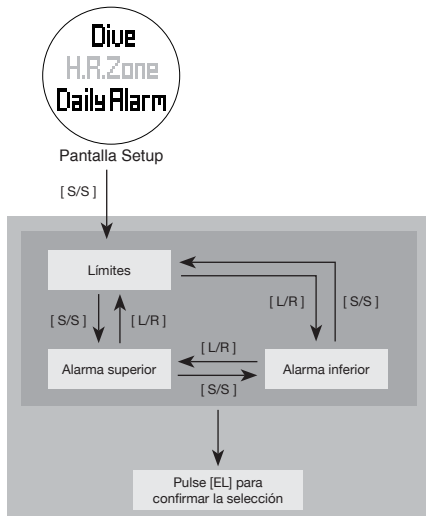 Dive
H.R.Zone
Daily Alarm
Pantalla Setup
[ S/S ]
Límites
[ L/R ]
[ S/S ]
[ S/S ]
[ L/R ]
[ L/R ]
Alarma superior
Alarma inferior
[ S/S ]
Pulse [EL] para
confirmar la selección